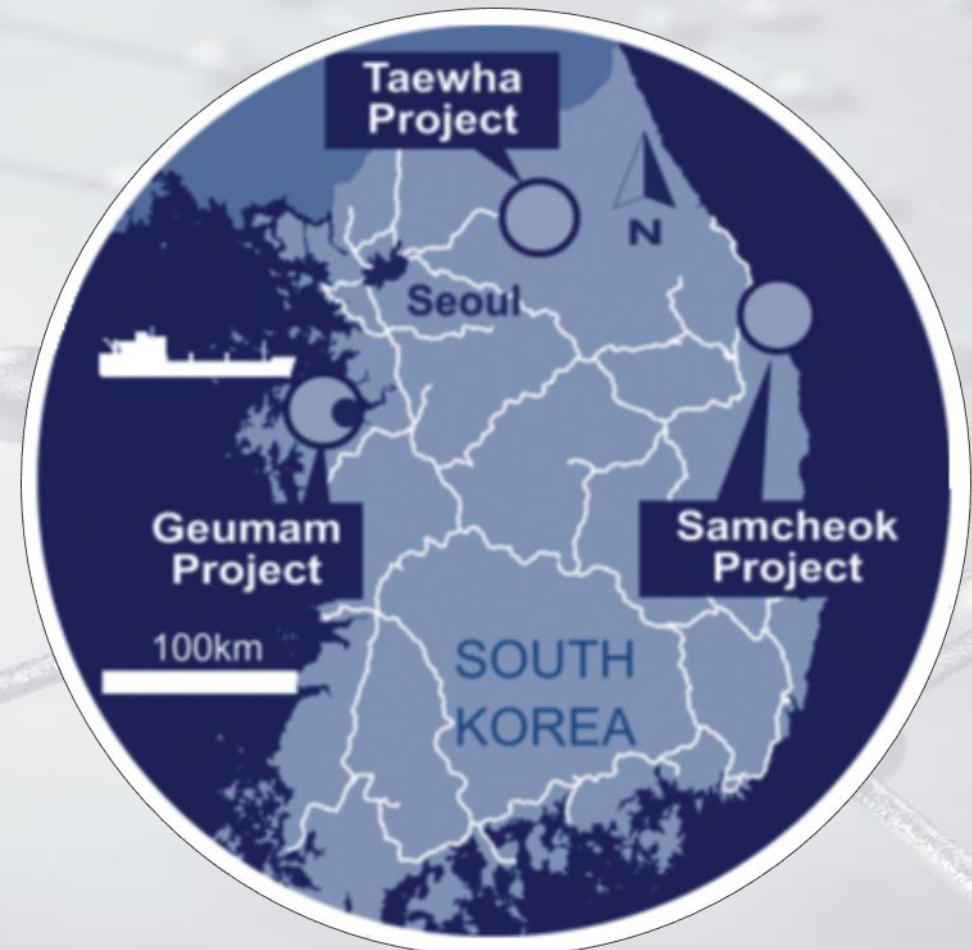 Taewha
Project
N
Seoul
Geumam
Project
Samcheok
Project
100km
SOUTH
KOREA